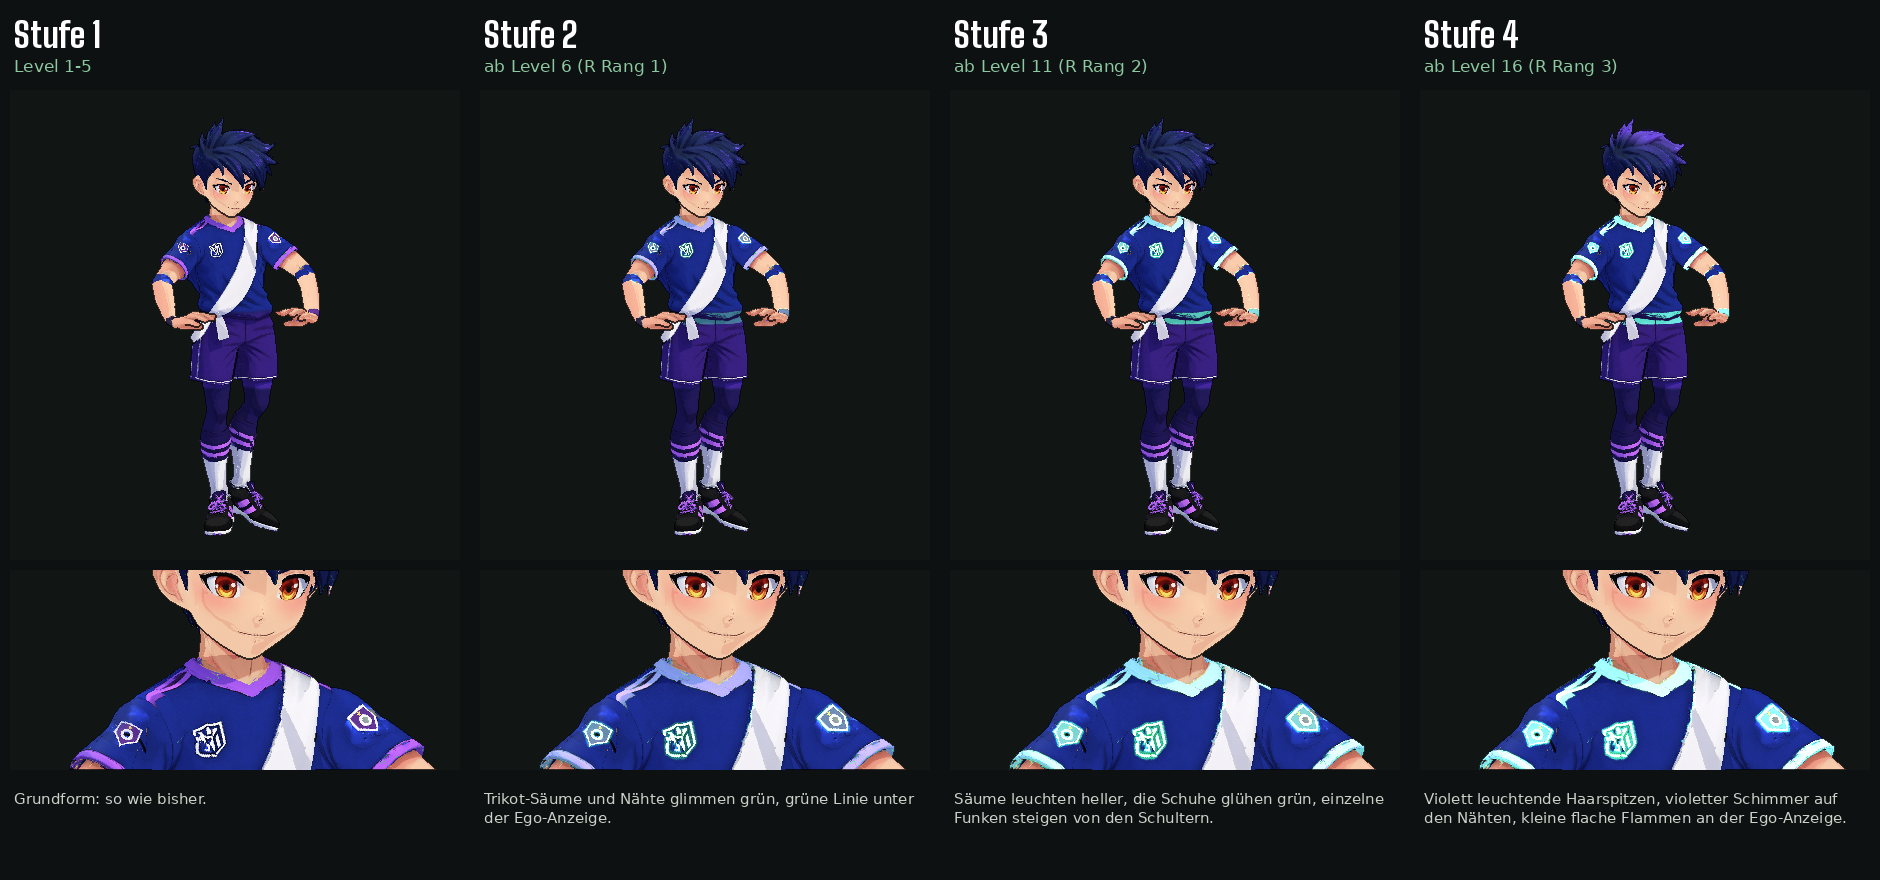 Stufe 1
Level 1-5
Stufe 2
ab Level 6 (R Rang 1)
Stufe 3
ab Level 11 (R Rang 2)
Stufe 4
ab Level 16 (R Rang 3)
Grundform: so wie bisher.
Trikot-Säume und Nähte glimmen grün, grüne Linie unter
der Ego-Anzeige.
Säume leuchten heller, die Schuhe glühen grün, einzelne
Funken steigen von den Schultern.
Violett leuchtende Haarspitzen, violetter Schimmer auf
den Nähten, kleine flache Flammen an der Ego-Anzeige.